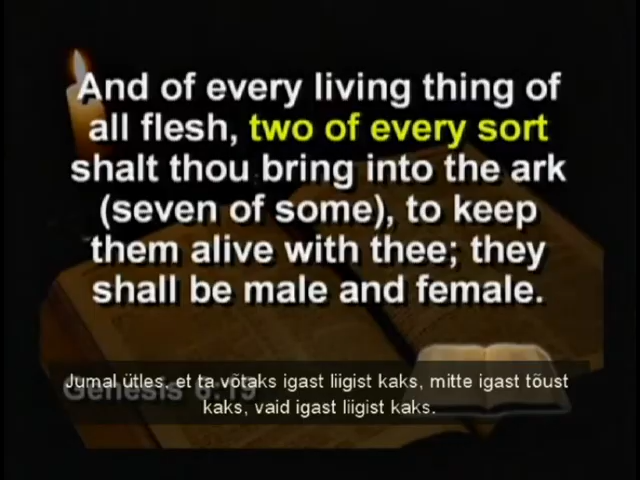 And of every living thing of
all flesh, two of every sort
shalt thou bring into the ark
(seven of some), to keep
them alive with thee; they
shall be male and female.
Genesis 6:19
Jumal ütles, et ta võtaks igast liigist kaks, mitte igast tõust
kaks, vaid igast liigist kaks.